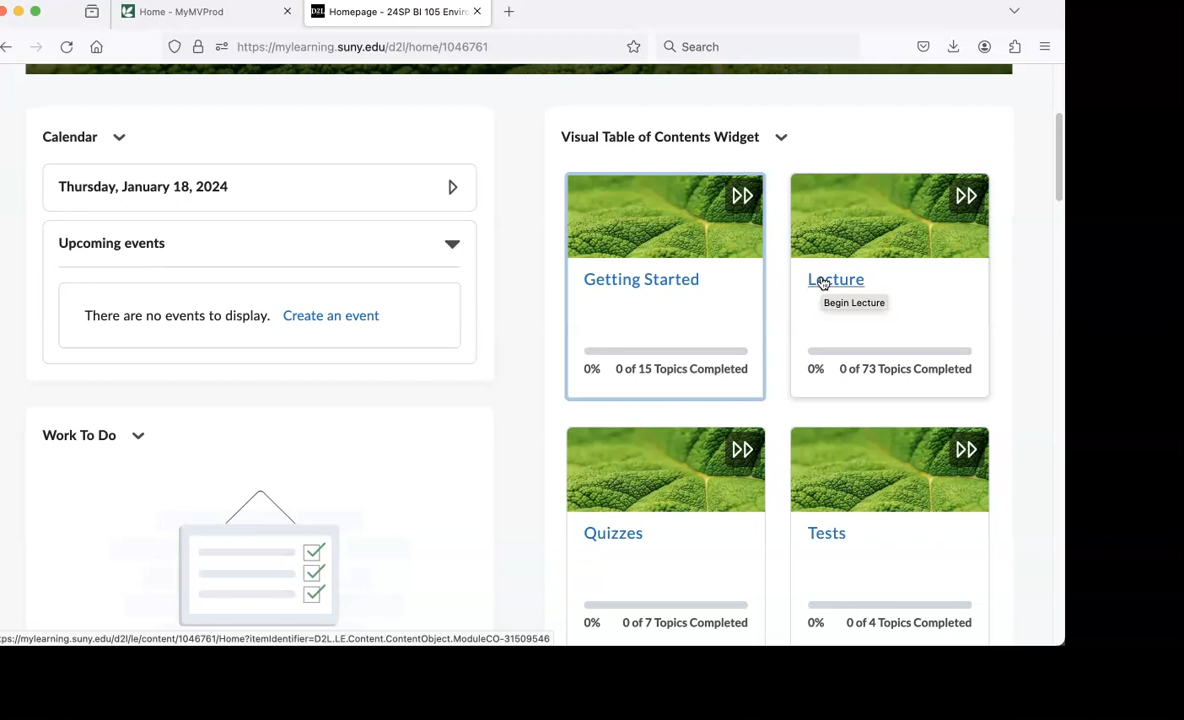 Home - MyMVProd
D2L
Homepage - 24SP BI 105 Enviro
https://mylearning.suny.edu/d2l/home/1046761
Search
Calendar
Thursday, January 18, 2024
Upcoming events
There are no events to display. Create an event
Work To Do
Visual Table of Contents Widget
Getting Started
0% 0 of 15 Topics Completed
Lecture
Begin Lecture
0% 0 of 73 Topics Completed
Quizzes
0% 0 of 7 Topics Completed
Tests
0% 0 of 4 Topics Completed
tps://mylearning.suny.edu/d2l/le/content/1046761/Home?itemIdentifier=D2L.LE.Content.ContentObject.ModuleCO-31509546